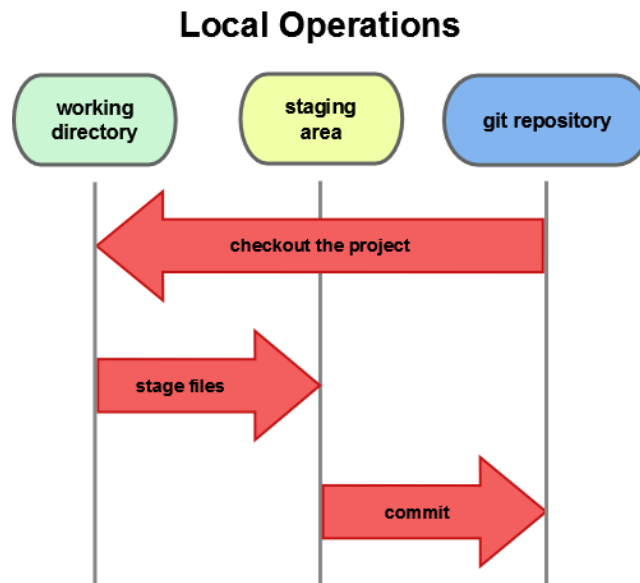 Local Operations
working
directory
staging
area
git repository
checkout the project
stage files
commit